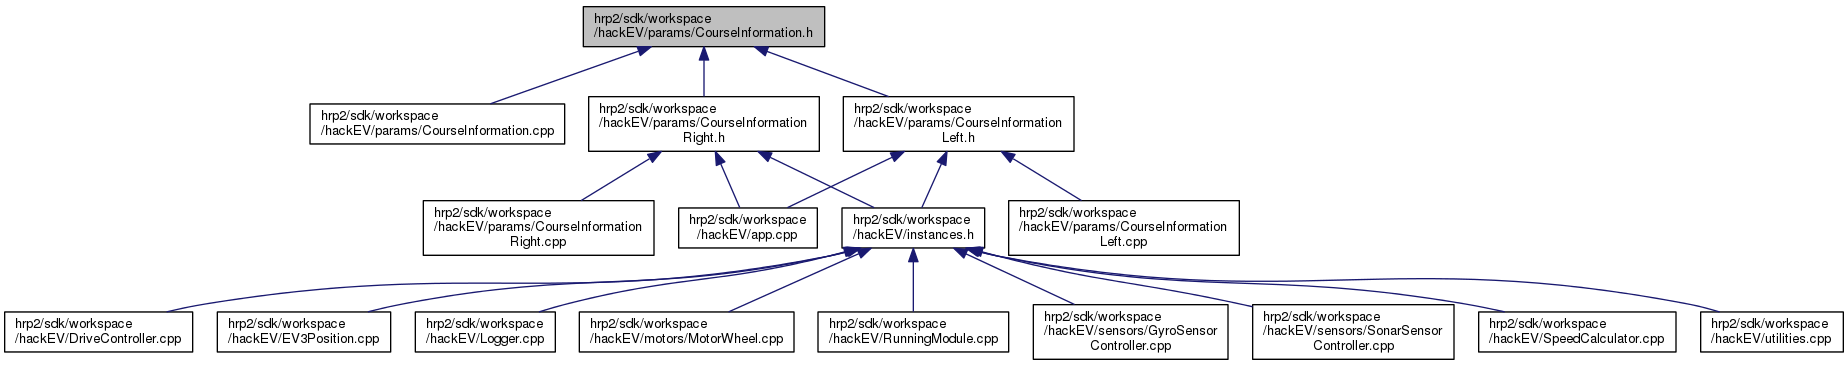 hrp2/sdk/workspace
/hackEV/params/CourseInformation.h
hrp2/sdk/workspace
/hackEV/params/CourseInformation.cpp
hrp2/sdk/workspace
/hackEV/params/CourseInformation
Right.h
hrp2/sdk/workspace
/hackEV/params/CourseInformation
Left.h
hrp2/sdk/workspace
/hackEV/params/CourseInformation
Right.cpp
hrp2/sdk/workspace
/hackEV/app.cpp
hrp2/sdk/workspace
/hackEV/instances.h
hrp2/sdk/workspace
/hackEV/params/CourseInformation
Left.cpp
hrp2/sdk/workspace
/hackEV/DriveController.cpp
hrp2/sdk/workspace
/hackEV/EV3Position.cpp
hrp2/sdk/workspace
/hackEV/Logger.cpp
hrp2/sdk/workspace
/hackEV/motors/MotorWheel.cpp
hrp2/sdk/workspace
/hackEV/RunningModule.cpp
hrp2/sdk/workspace
/hackEV/sensors/GyroSensor
Controller.cpp
hrp2/sdk/workspace
/hackEV/sensors/SonarSensor
Controller.cpp
hrp2/sdk/workspace
/hackEV/SpeedCalculator.cpp
hrp2/sdk/workspace
/hackEV/utilities.cpp